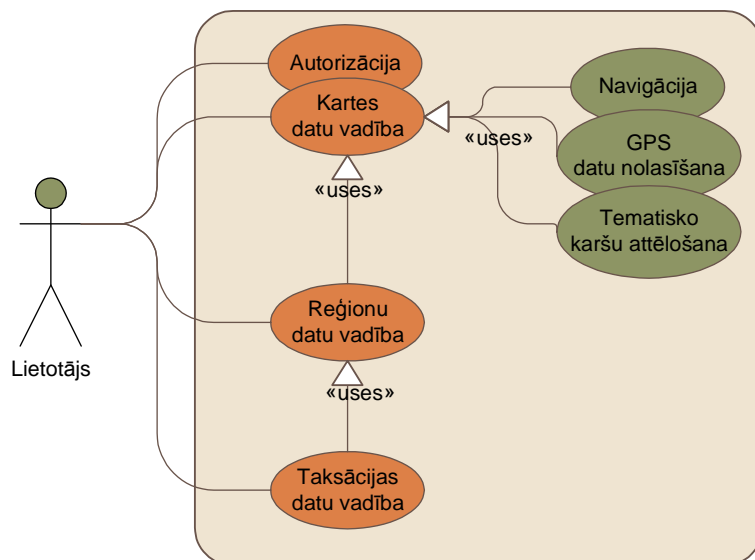 Autorizācija
Kartes
datu vadība
«uses»
Navigācija
GPS
datu nolasīšana
Tematisko
karšu attēlošana
«uses»
Lietotājs
Reģionu
datu vadība
«uses»
Taksācijas
datu vadība